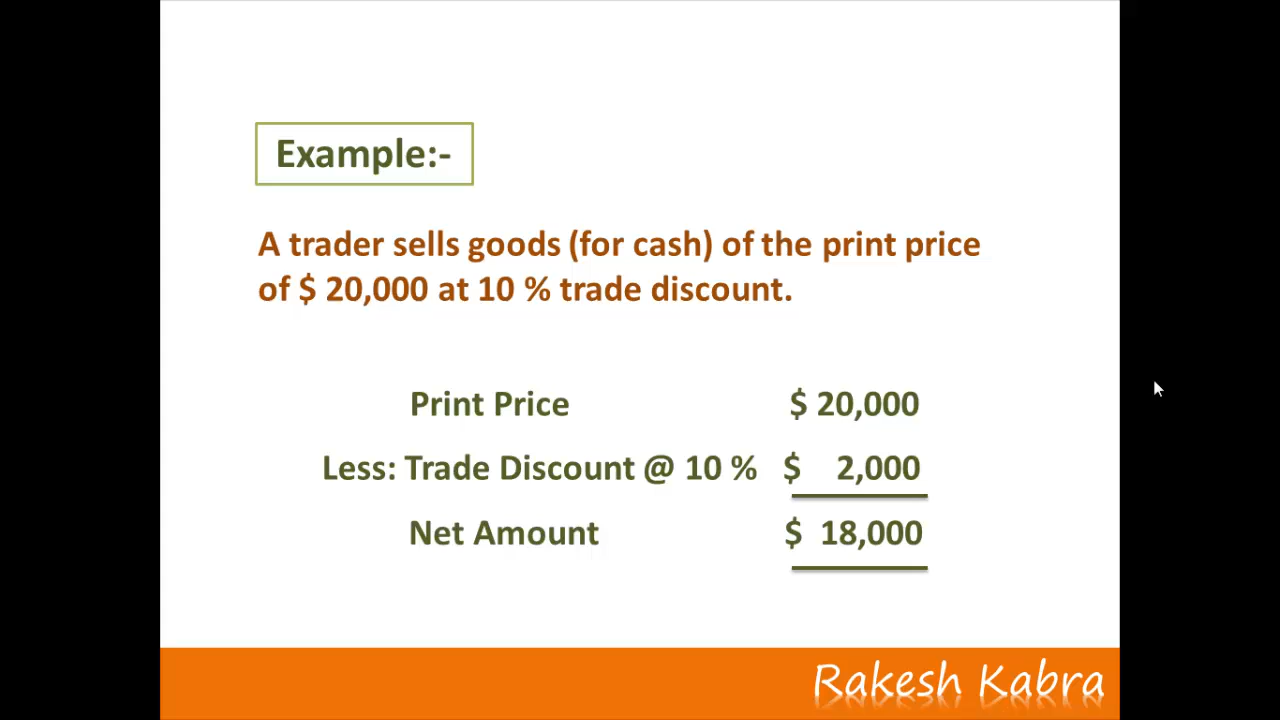 Example:-
A trader sells goods (for cash) of the print price
of $ 20,000 at 10 % trade discount.
Print Price $ 20,000
Less: Trade Discount @ 10 % $ 2,000
Net Amount $ 18,000
Rakesh Kabra